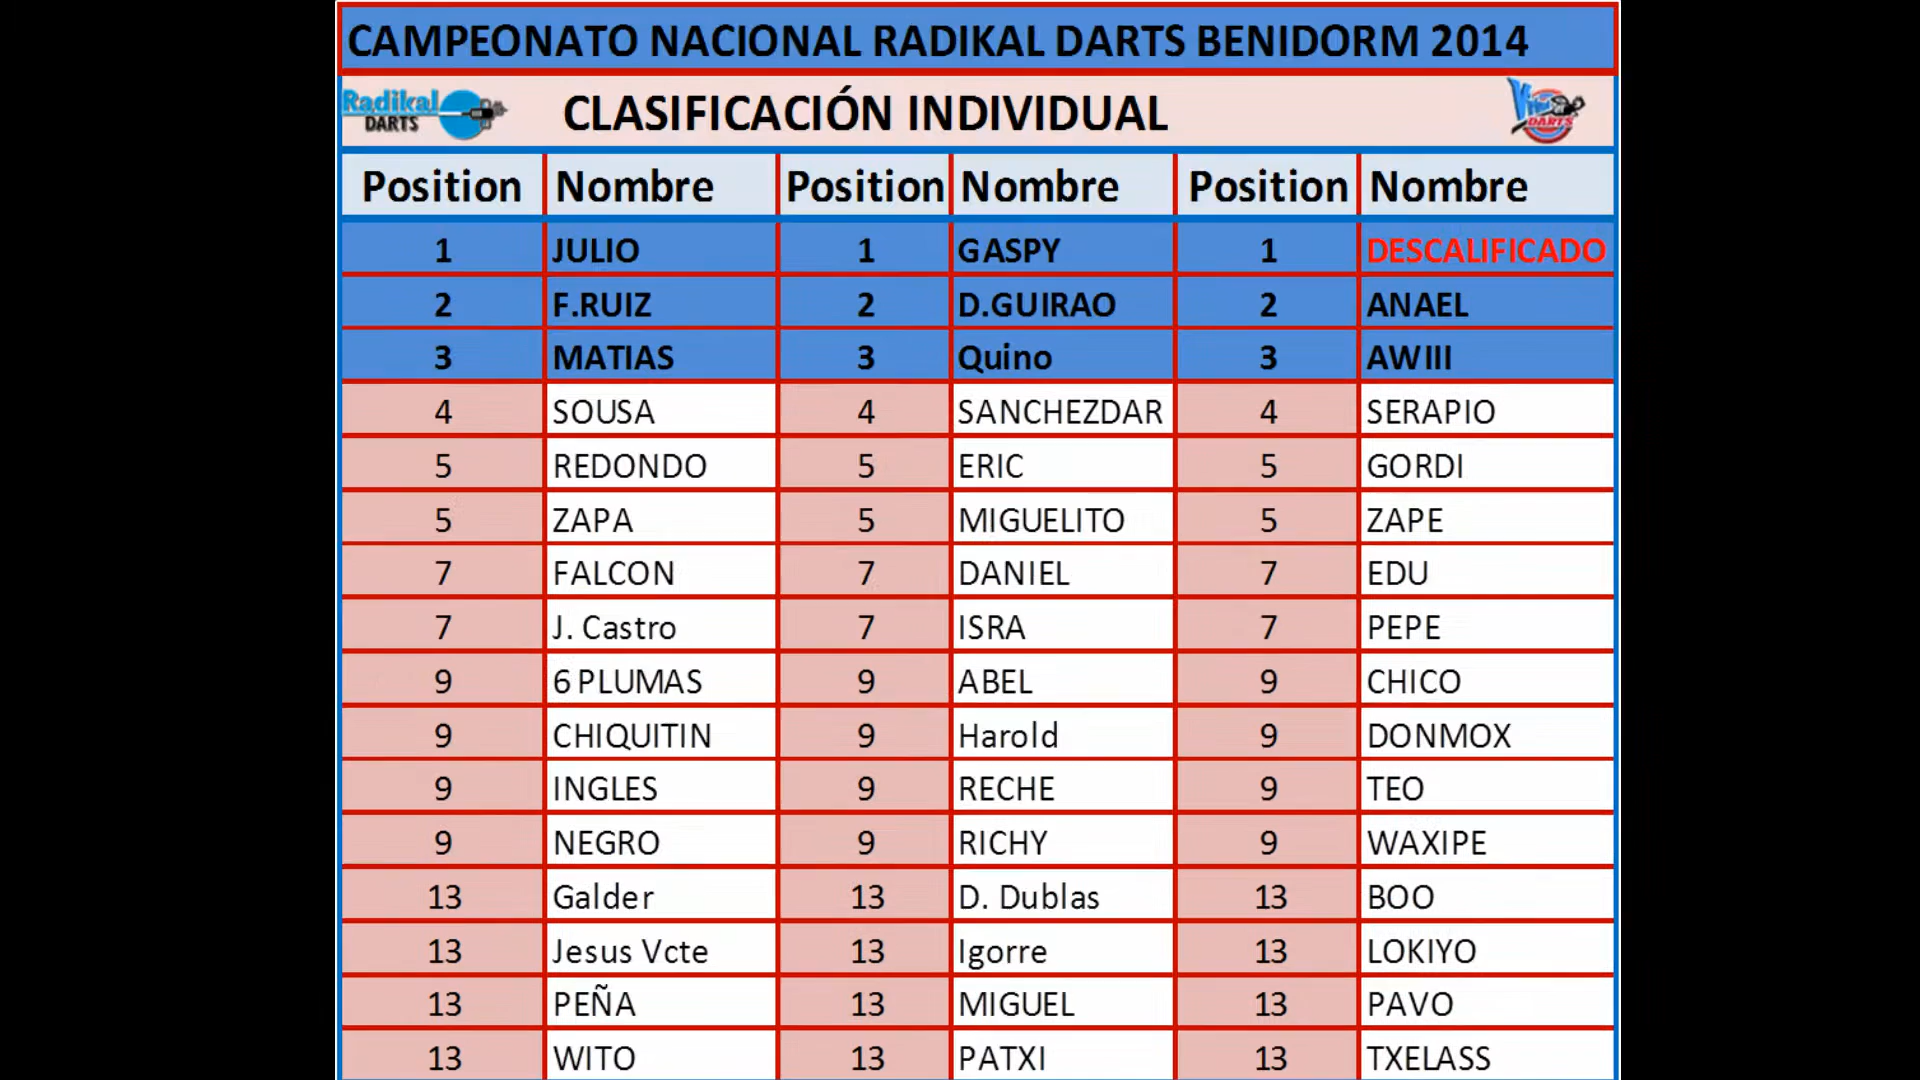 CAMPEONATO NACIONAL RADIKAL DARTS BENIDORM 2014
Radikal DARTS CLASIFICACIÓN INDIVIDUAL DARTS
Position Nombre Position Nombre Position Nombre
1 JULIO 1 GASPY 1 DESCALIFICADO
2 F.RUIZ 2 D.GUIRAO 2 ANAEL
3 MATIAS 3 Quino 3 AWIII
4 SOUSA 4 SANCHEZDAR 4 SERAPIO
5 REDONDO 5 ERIC 5 GORDI
5 ZAPA 5 MIGUELITO 5 ZAPE
7 FALCON 7 DANIEL 7 EDU
7 J. Castro 7 ISRA 7 PEPE
9 6 PLUMAS 9 ABEL 9 CHICO
9 CHIQUITIN 9 Harold 9 DONMOX
9 INGLES 9 RECHE 9 TEO
9 NEGRO 9 RICHY 9 WAXIPE
13 Galder 13 D. Dublas 13 BOO
13 Jesus Vcte 13 Igorre 13 LOKIYO
13 PEÑA 13 MIGUEL 13 PAVO
13 WITO 13 PATXI 13 TXELASS